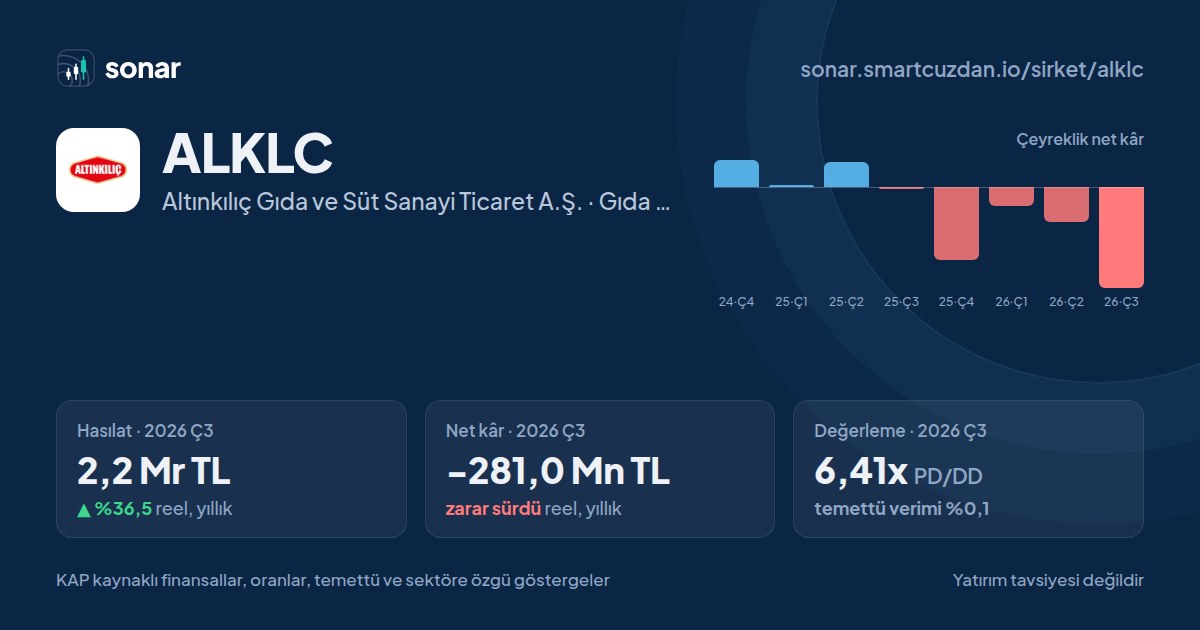 sonar
sonar.smartcuzdan.io/sirket/alklc
ALTINKILIÇ
ALKLC
Altınkılıç Gıda ve Süt Sanayi Ticaret A.Ş. · Gıda ...
Çeyreklik net kâr
24·Ç4 25·Ç1 25·Ç2 25·Ç3 25·Ç4 26·Ç1 26·Ç2 26·Ç3
Hasılat · 2026 Ç3
2,2 Mr TL
▲ %36,5 reel, yıllık
Net kâr · 2026 Ç3
−281,0 Mn TL
zarar sürdü reel, yıllık
Değerleme · 2026 Ç3
6,41x PD/DD
temettü verimi %0,1
KAP kaynaklı finansallar, oranlar, temettü ve sektöre özgü göstergeler
Yatırım tavsiyesi değildir